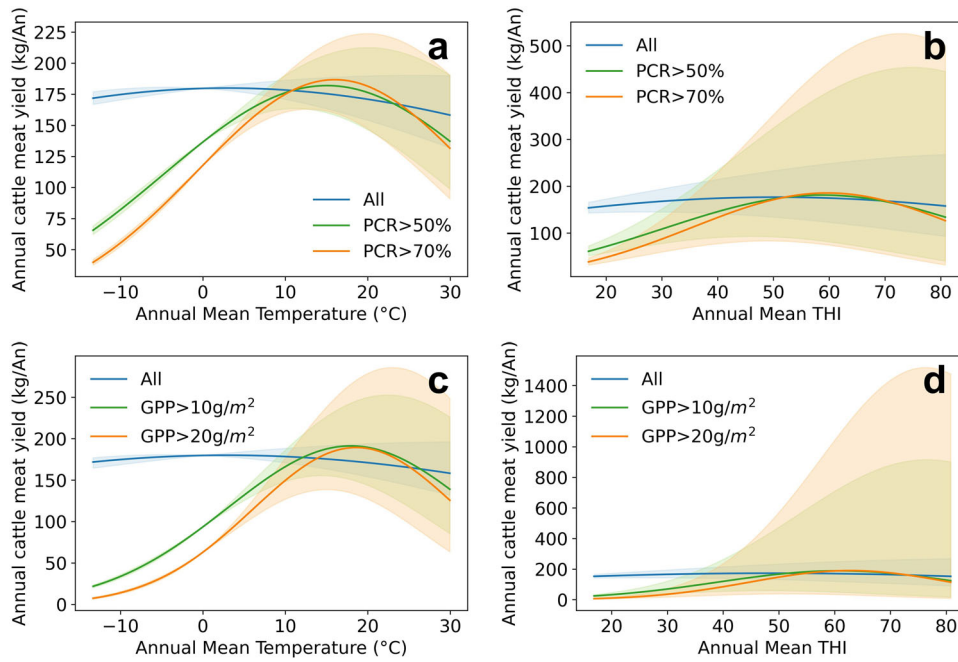 a
225
200
175
150
125
100
75
50
Annual cattle meat yield (kg/An)
All
PCR>50%
PCR>70%
−10 0 10 20 30
Annual Mean Temperature (°C)
b
500
400
300
200
100
Annual cattle meat yield (kg/An)
All
PCR>50%
PCR>70%
20 30 40 50 60 70 80
Annual Mean THI
c
250
200
150
100
50
0
Annual cattle meat yield (kg/An)
All
GPP>10g/m²
GPP>20g/m²
−10 0 10 20 30
Annual Mean Temperature (°C)
d
1400
1200
1000
800
600
400
200
0
Annual cattle meat yield (kg/An)
All
GPP>10g/m²
GPP>20g/m²
20 30 40 50 60 70 80
Annual Mean THI